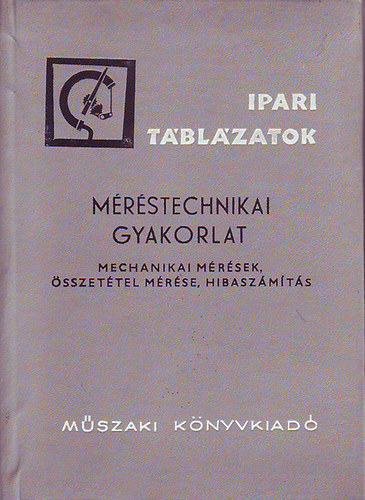 IPARI
TÁBLÁZATOK
MÉRÉSTECHNIKAI
GYAKORLAT
MECHANIKAI MÉRÉSEK,
ÖSSZETÉTEL MÉRÉSE, HIBASZÁMÍTÁS
MŰSZAKI KÖNYVKIADÓ